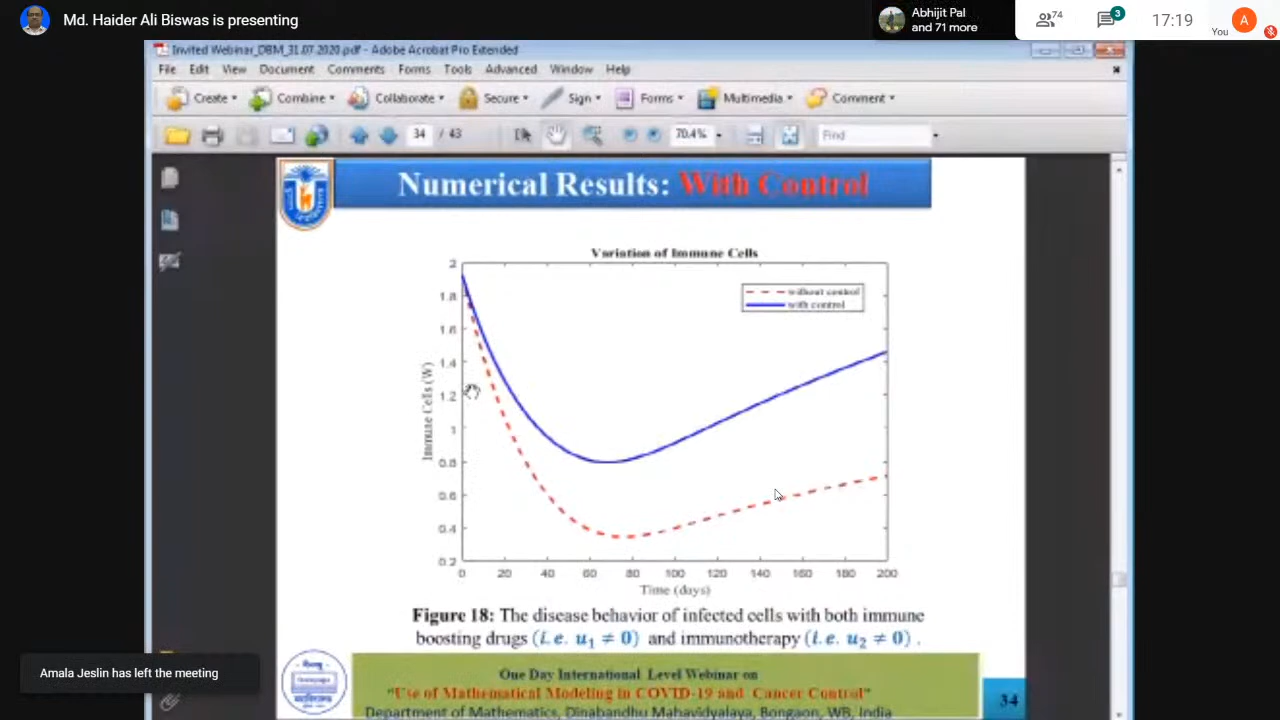 Md. Haider Ali Biswas is presenting
Abhijit Pal
and 71 more
74
3
17:19
You
A
Invited Webinar_DBM_31.07.2020.pdf - Adobe Acrobat Pro Extended
File Edit View Document Comments Forms Tools Advanced Window Help
Create Combine Collaborate Secure Sign Forms Multimedia Comment
34 / 43 70.4% Find
Numerical Results: With Control
Variation of Immune Cells
without control
with control
Immune Cells (W)
2
1.8
1.6
1.4
1.2
1
0.8
0.6
0.4
0.2
0 20 40 60 80 100 120 140 160 180 200
Time (days)
Figure 18: The disease behavior of infected cells with both immune
boosting drugs (i.e. u₁ ≠ 0) and immunotherapy (i.e. u₂ ≠ 0) .
Amala Jeslin has left the meeting
One Day International Level Webinar on
"Use of Mathematical Modeling in COVID-19 and Cancer Control"
Department of Mathematics, Dinabandhu Mahavidyalaya, Bongaon, WB, India
34